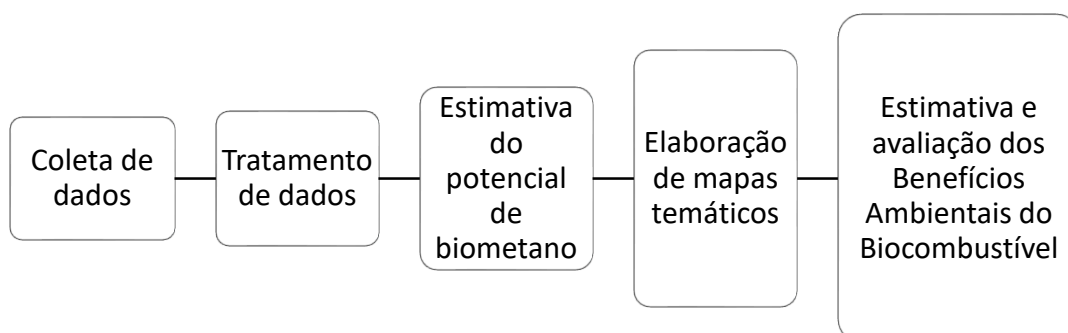 Coleta de
dados
Tratamento
de dados
Estimativa
do
potencial
de
biometano
Elaboração
de mapas
temáticos
Estimativa e
avaliação dos
Benefícios
Ambientais do
Biocombustível